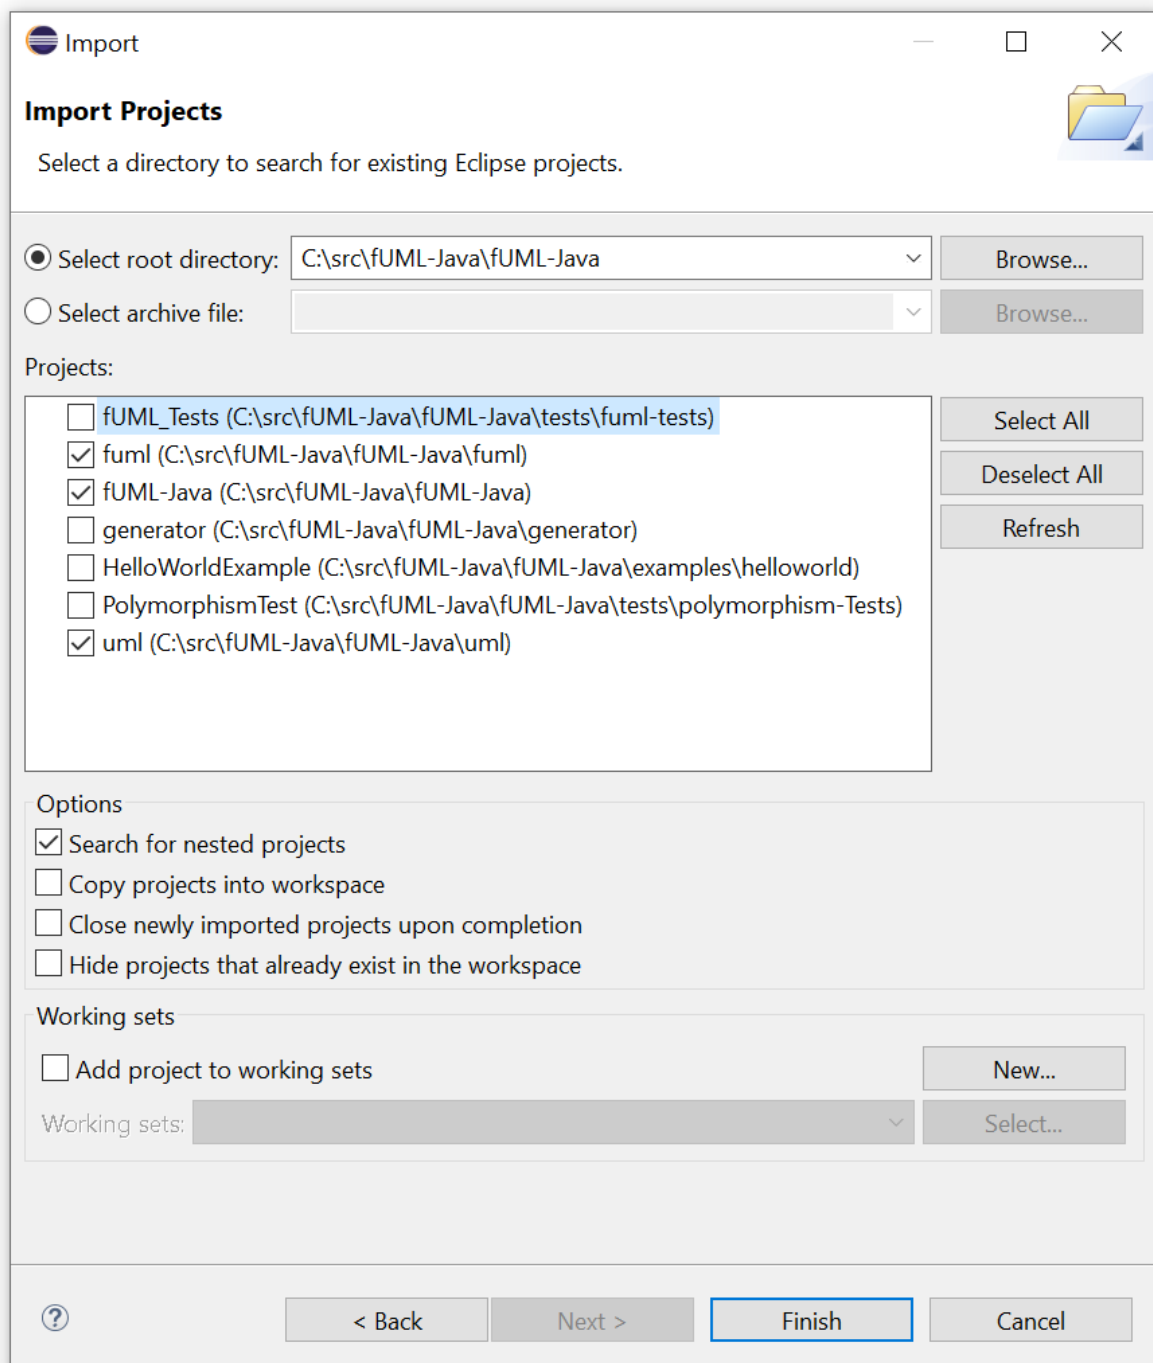 Import
Import Projects
Select a directory to search for existing Eclipse projects.
Select root directory: C:\src\fUML-Java\fUML-Java Browse...
Select archive file: Browse...
Projects:
fUML_Tests (C:\src\fUML-Java\fUML-Java\tests\fuml-tests)
fuml (C:\src\fUML-Java\fUML-Java\fuml)
fUML-Java (C:\src\fUML-Java\fUML-Java)
generator (C:\src\fUML-Java\fUML-Java\generator)
HelloWorldExample (C:\src\fUML-Java\fUML-Java\examples\helloworld)
PolymorphismTest (C:\src\fUML-Java\fUML-Java\tests\polymorphism-Tests)
uml (C:\src\fUML-Java\fUML-Java\uml)
Select All
Deselect All
Refresh
Options
Search for nested projects
Copy projects into workspace
Close newly imported projects upon completion
Hide projects that already exist in the workspace
Working sets
Add project to working sets New...
Working sets: Select...
? < Back Next > Finish Cancel